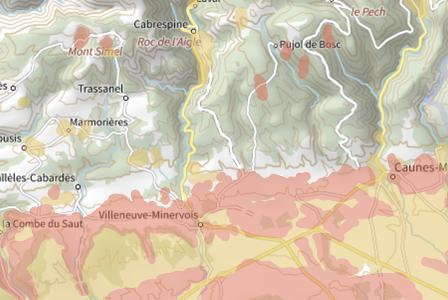 le Pech
Cabrespine
Roc de l'Aigle
Pujol de Bosc
Mont Simel
Trassanel
Marmorières
Caunes-M
Villeneuve-Minervois
la Combe du Saut